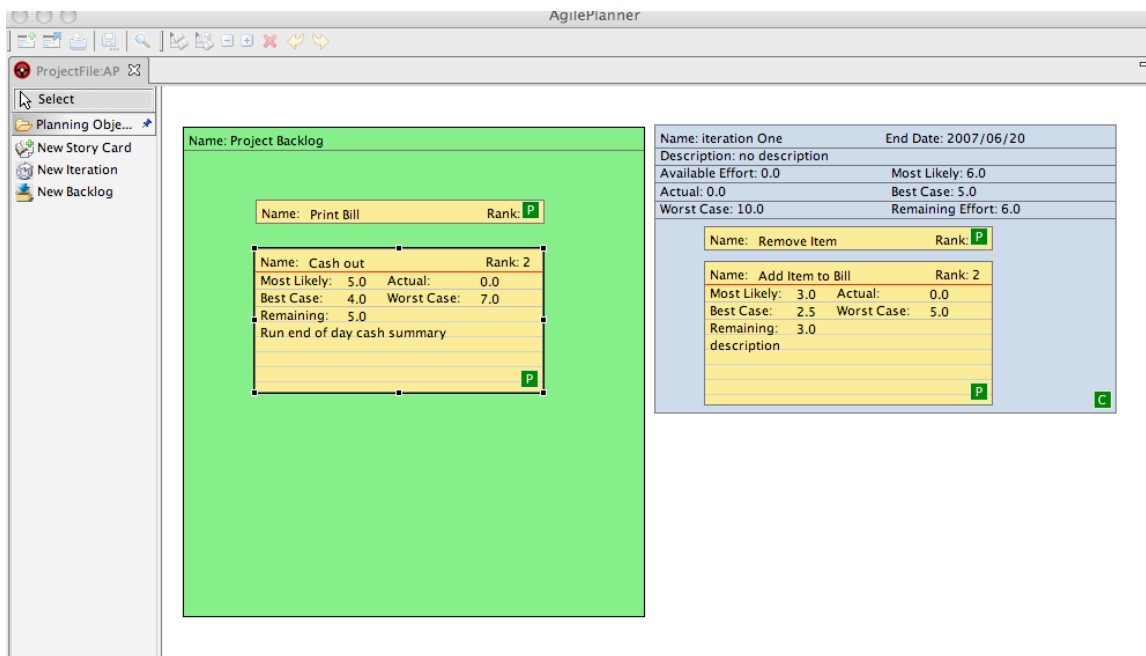 AgilePlanner
ProjectFile:AP
Select
Planning Obje...
New Story Card
New Iteration
New Backlog
Name: Project Backlog
Name: Print Bill Rank: P
Name: Cash out Rank: 2
Most Likely: 5.0 Actual: 0.0
Best Case: 4.0 Worst Case: 7.0
Remaining: 5.0
Run end of day cash summary
P
Name: iteration One End Date: 2007/06/20
Description: no description
Available Effort: 0.0 Most Likely: 6.0
Actual: 0.0 Best Case: 5.0
Worst Case: 10.0 Remaining Effort: 6.0
Name: Remove Item Rank: P
Name: Add Item to Bill Rank: 2
Most Likely: 3.0 Actual: 0.0
Best Case: 2.5 Worst Case: 5.0
Remaining: 3.0
description
P
C